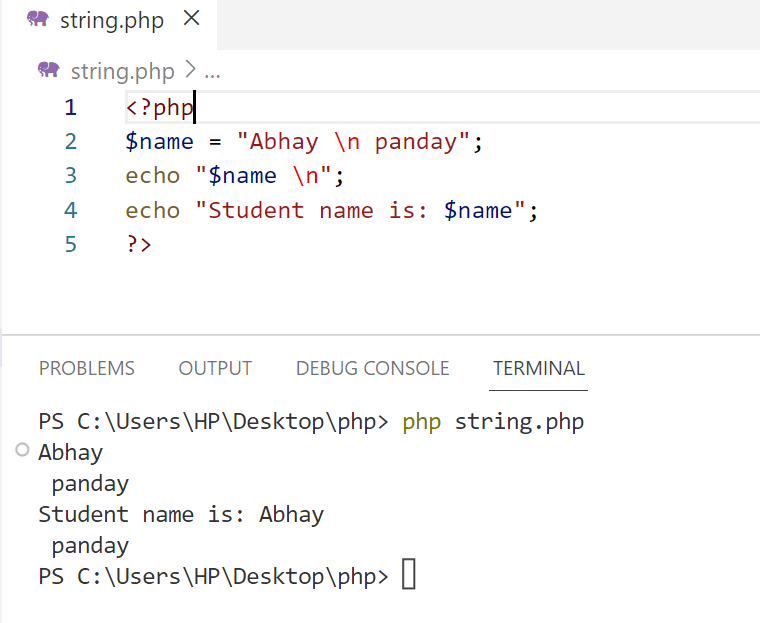 string.php
string.php > ...
1 <?php
2 $name = "Abhay \n panday";
3 echo "$name \n";
4 echo "Student name is: $name";
5 ?>
PROBLEMS OUTPUT DEBUG CONSOLE TERMINAL
PS C:\Users\HP\Desktop\php> php string.php
Abhay
 panday
Student name is: Abhay
 panday
PS C:\Users\HP\Desktop\php>